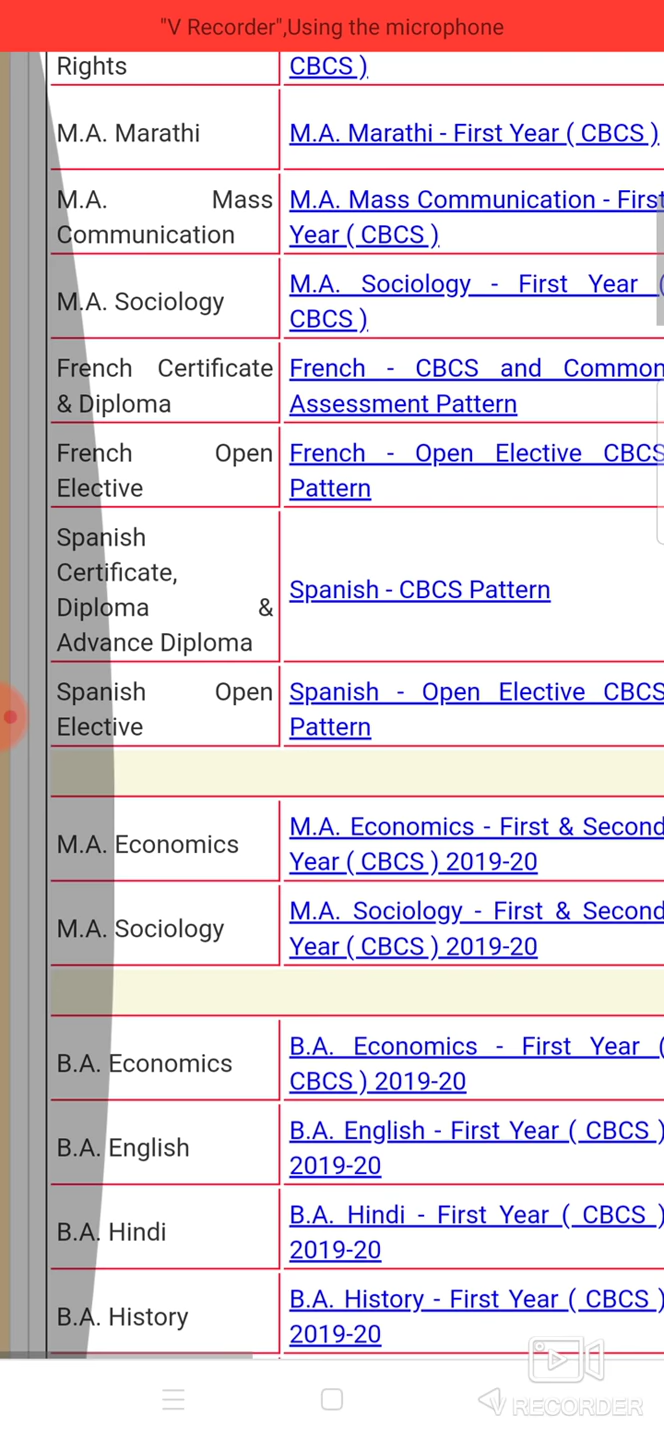 "V Recorder",Using the microphone
Rights
CBCS )
M.A. Marathi
M.A. Marathi - First Year ( CBCS )
M.A. Mass
Communication
M.A. Mass Communication - First
Year ( CBCS )
M.A. Sociology
M.A. Sociology - First Year (
CBCS )
French Certificate
& Diploma
French - CBCS and Common
Assessment Pattern
French Open
Elective
French - Open Elective CBCS
Pattern
Spanish
Certificate,
Diploma &
Advance Diploma
Spanish - CBCS Pattern
Spanish Open
Elective
Spanish - Open Elective CBCS
Pattern
M.A. Economics
M.A. Economics - First & Second
Year ( CBCS ) 2019-20
M.A. Sociology
M.A. Sociology - First & Second
Year ( CBCS ) 2019-20
B.A. Economics
B.A. Economics - First Year (
CBCS ) 2019-20
B.A. English
B.A. English - First Year ( CBCS )
2019-20
B.A. Hindi
B.A. Hindi - First Year ( CBCS )
2019-20
B.A. History
B.A. History - First Year ( CBCS )
2019-20
V RECORDER